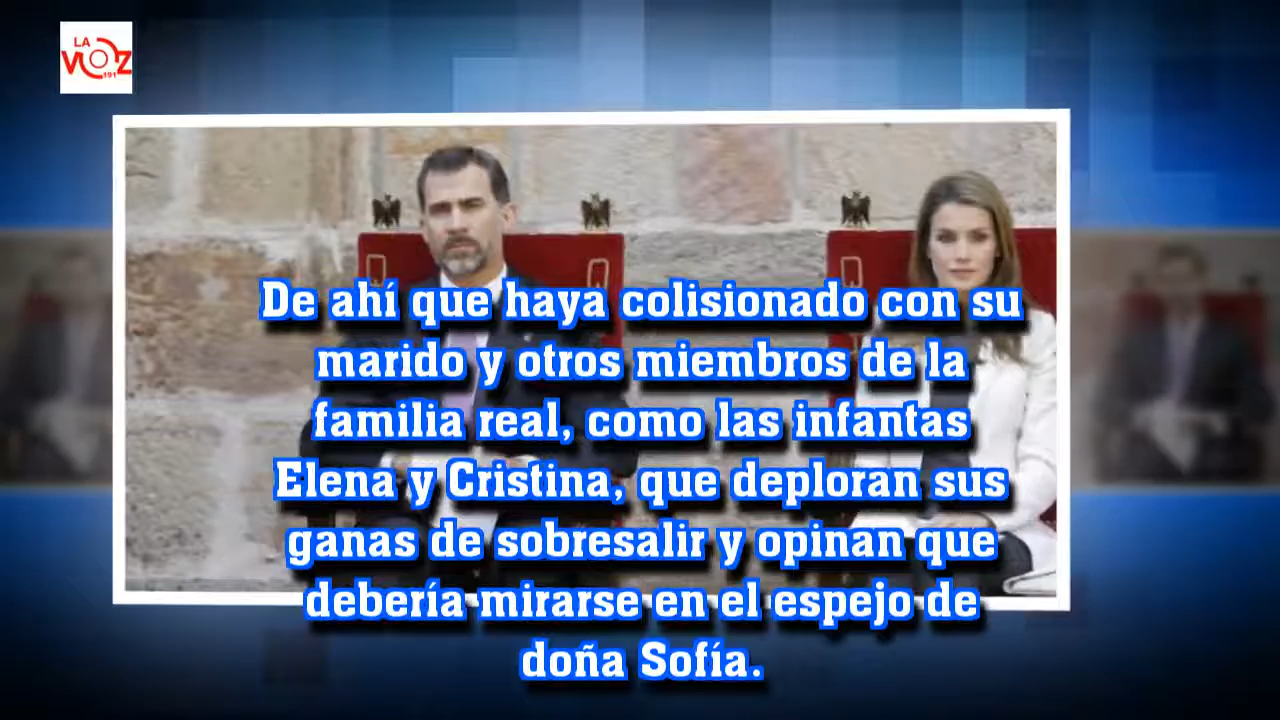 LA
VOZ
191
De ahí que haya colisionado con su
marido y otros miembros de la
familia real, como las infantas
Elena y Cristina, que deploran sus
ganas de sobresalir y opinan que
debería mirarse en el espejo de
doña Sofía.